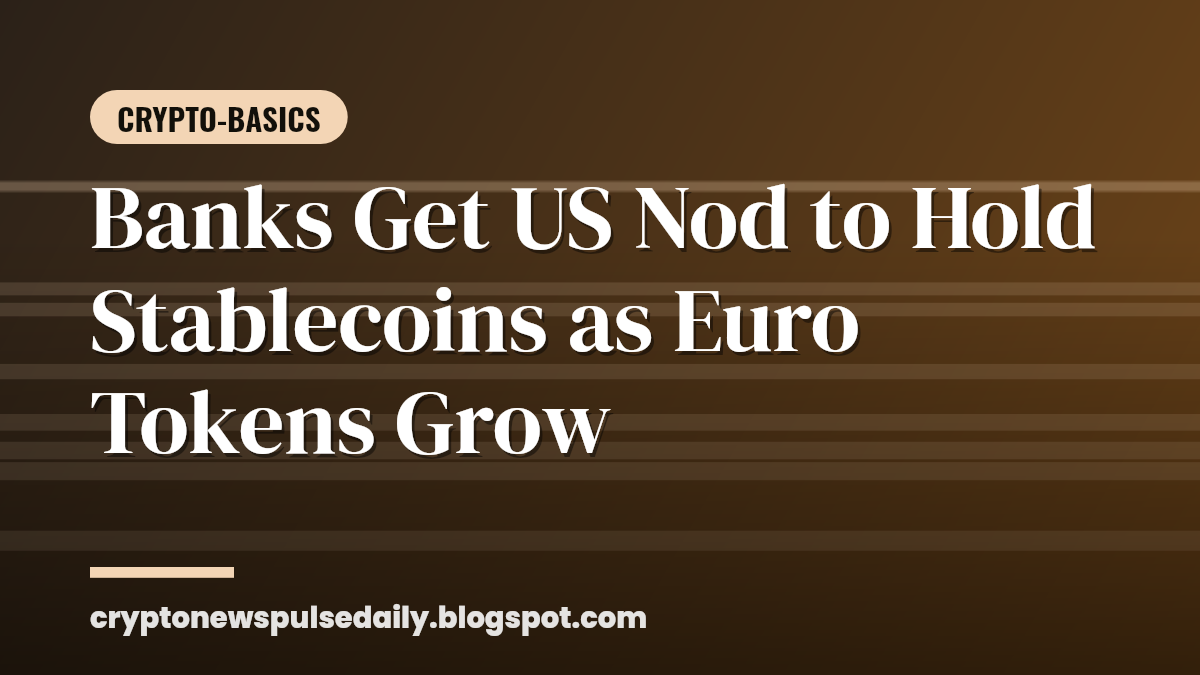 CRYPTO-BASICS
Banks Get US Nod to Hold
Stablecoins as Euro
Tokens Grow
cryptonewspulsedaily.blogspot.com